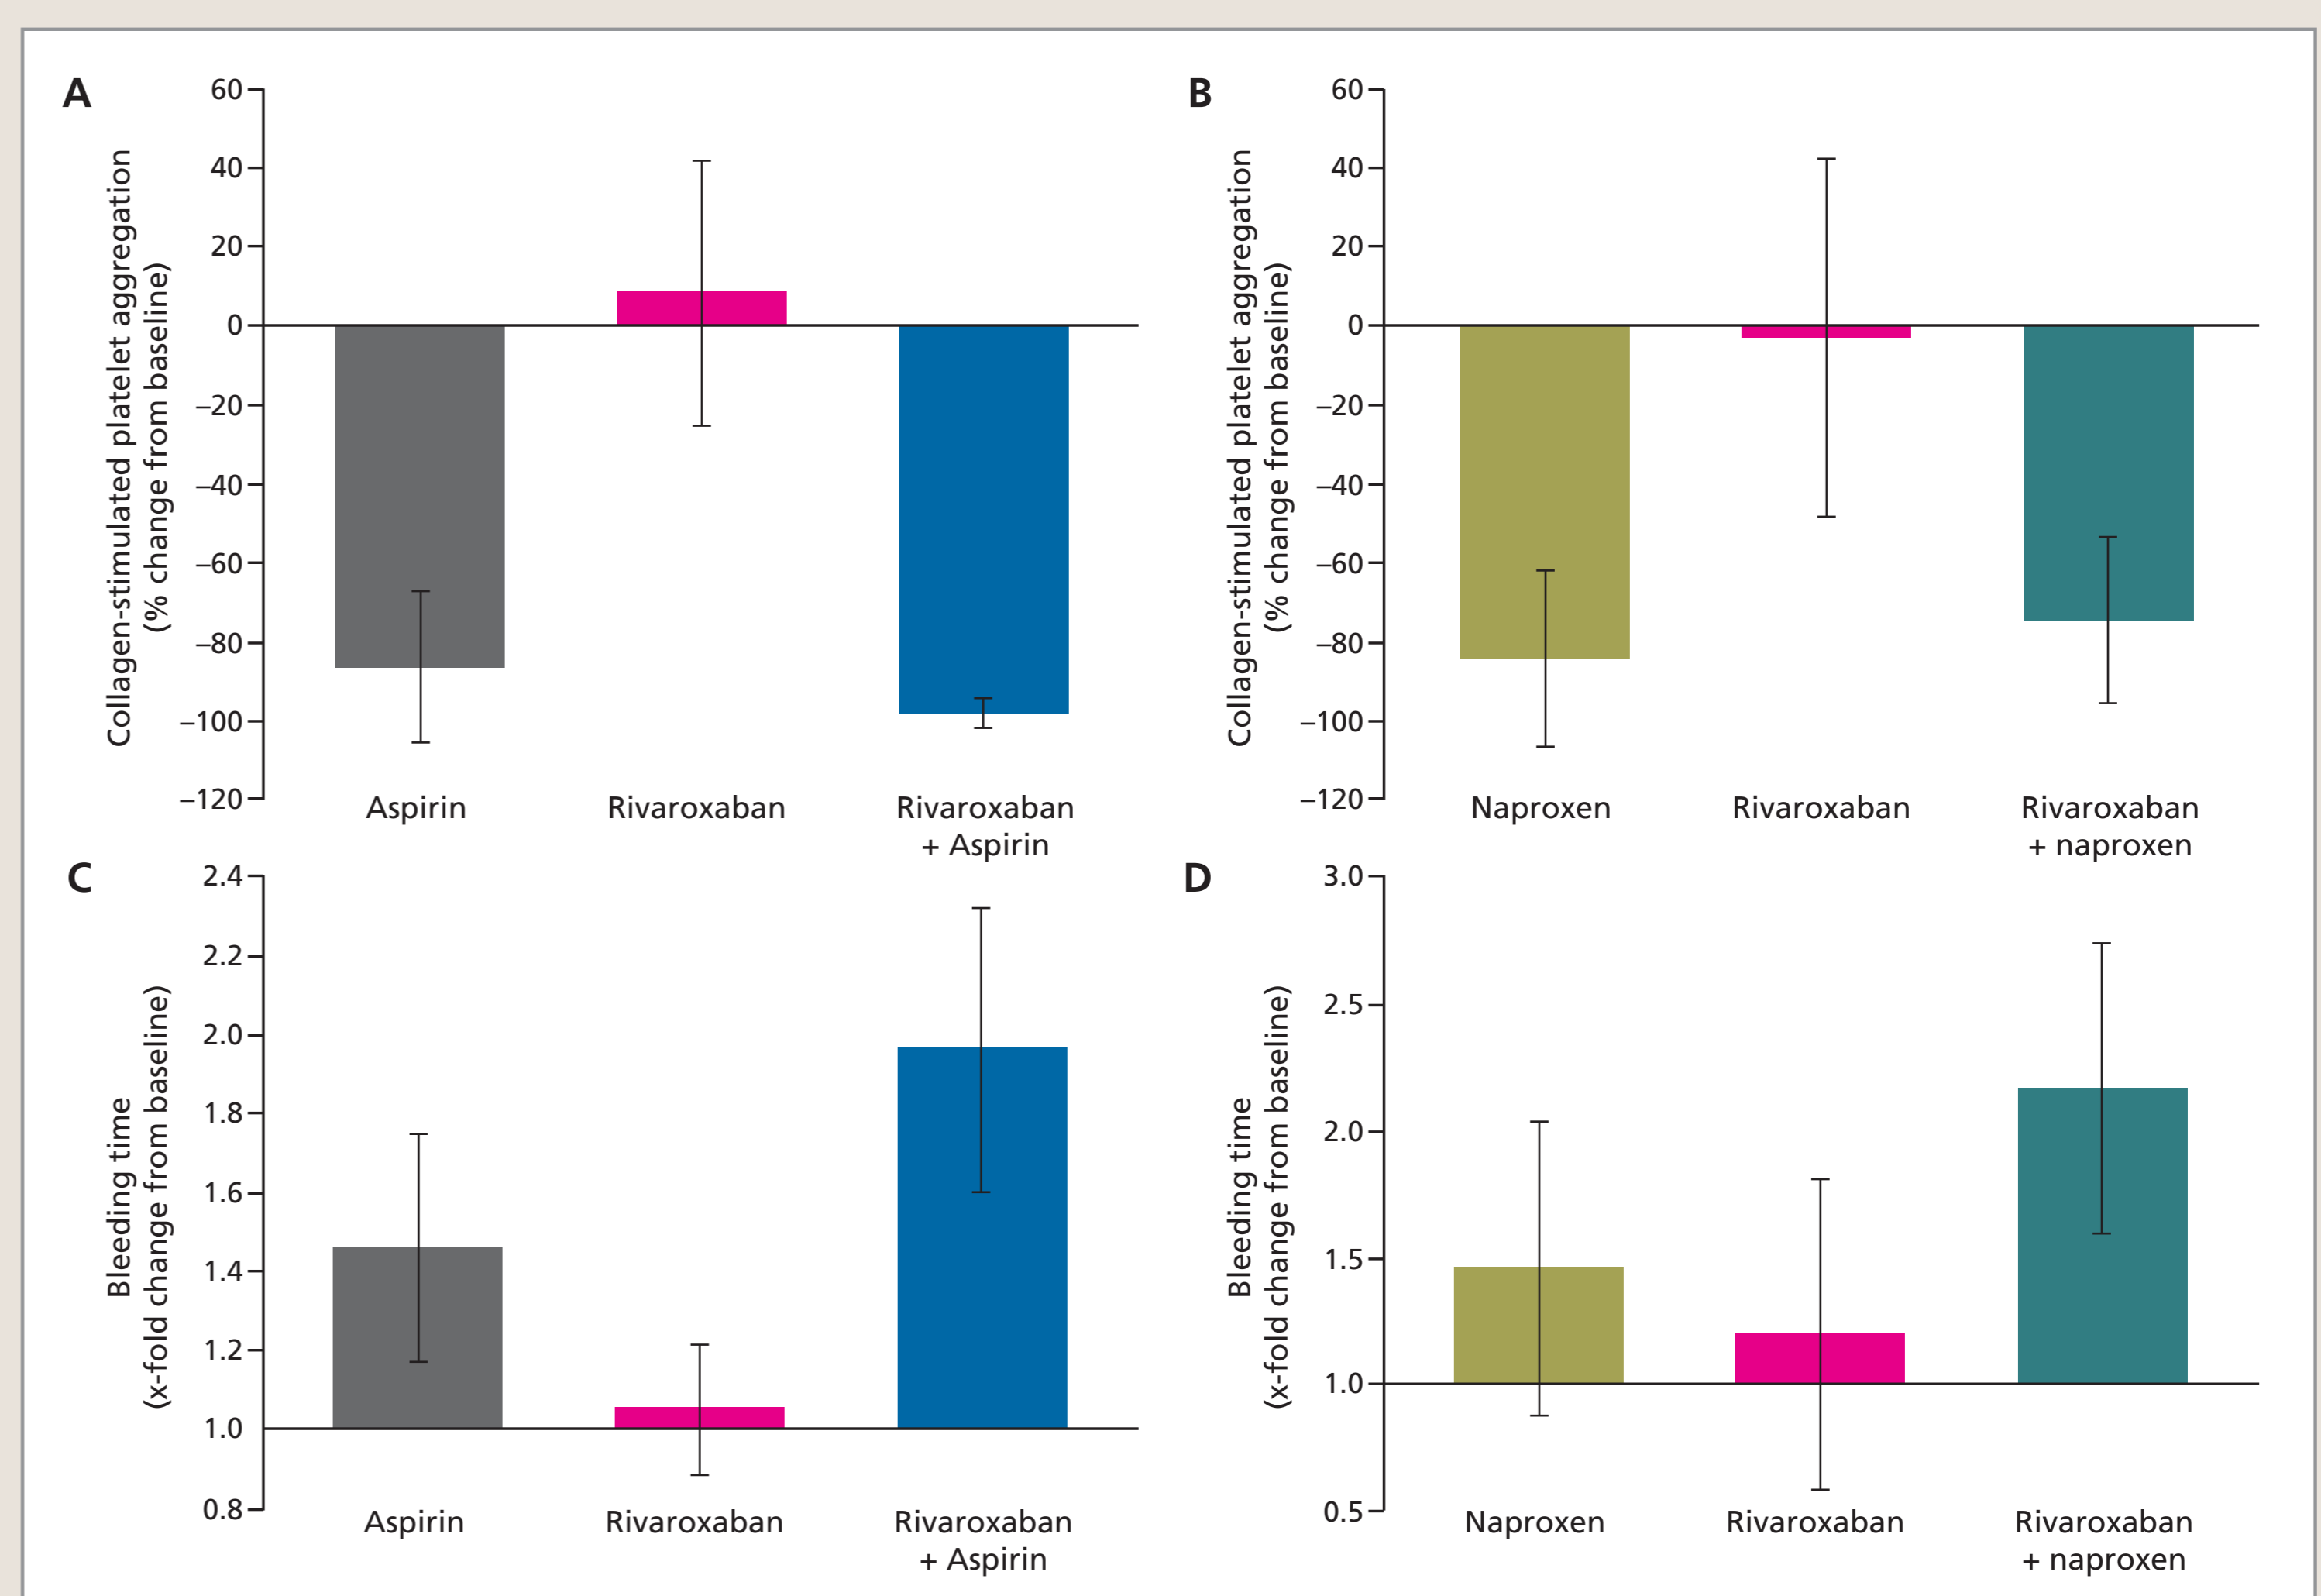 A
Collagen-stimulated platelet aggregation
(% change from baseline)
60
40
20
0
–20
–40
–60
–80
–100
–120
Aspirin
Rivaroxaban
Rivaroxaban
+ Aspirin
B
Collagen-stimulated platelet aggregation
(% change from baseline)
60
40
20
0
–20
–40
–60
–80
–100
–120
Naproxen
Rivaroxaban
Rivaroxaban
+ naproxen
C
Bleeding time
(x-fold change from baseline)
2.4
2.2
2.0
1.8
1.6
1.4
1.2
1.0
0.8
Aspirin
Rivaroxaban
Rivaroxaban
+ Aspirin
D
Bleeding time
(x-fold change from baseline)
3.0
2.5
2.0
1.5
1.0
0.5
Naproxen
Rivaroxaban
Rivaroxaban
+ naproxen